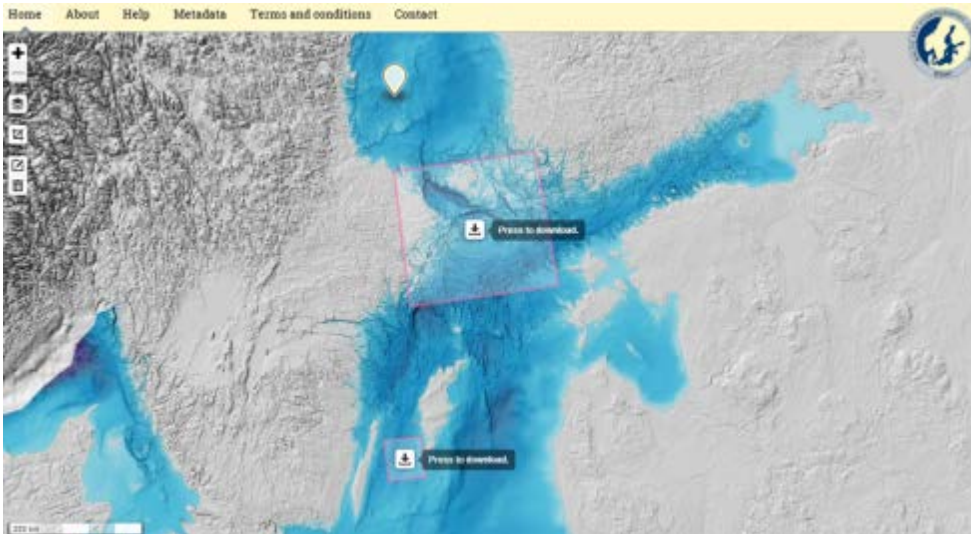 Home About Help Metadata Terms and conditions Contact
Press to download.
Press to download.